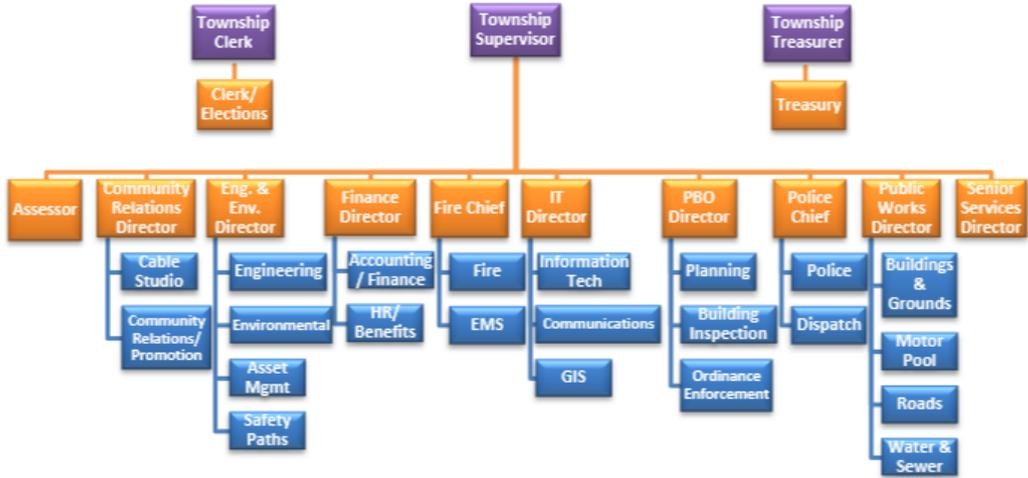 Township
Clerk
Township
Supervisor
Township
Treasurer
Clerk/
Elections
Treasury
Assessor
Community
Relations
Director
Eng. &
Env.
Director
Finance
Director
Fire Chief
IT
Director
PBO
Director
Police
Chief
Public
Works
Director
Senior
Services
Director
Cable
Studio
Community
Relations/
Promotion
Engineering
Environmental
Asset
Mgmt
Safety
Paths
Accounting
/ Finance
HR/
Benefits
Fire
EMS
Information
Tech
Communications
GIS
Planning
Building
Inspection
Ordinance
Enforcement
Police
Dispatch
Buildings
&
Grounds
Motor
Pool
Roads
Water &
Sewer